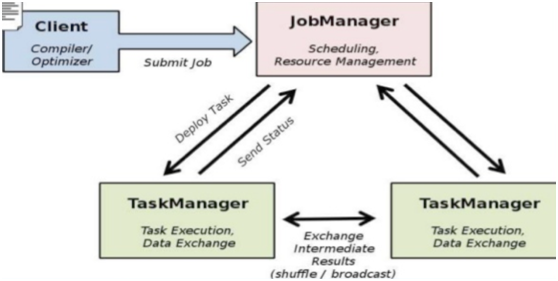 Client
Compiler/
Optimizer
Submit Job
JobManager
Scheduling,
Resource Management
Deploy Task
Send Status
TaskManager
Task Execution,
Data Exchange
Exchange
Intermediate
Results
(shuffle / broadcast)
TaskManager
Task Execution,
Data Exchange